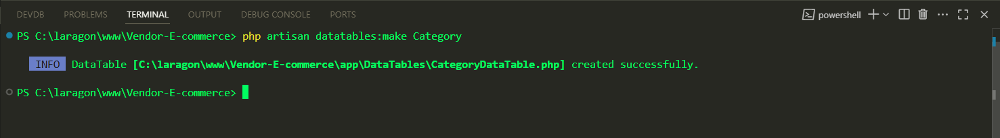 DEVDB PROBLEMS TERMINAL OUTPUT DEBUG CONSOLE PORTS powershell
PS C:\laragon\www\Vendor-E-commerce> php artisan datatables:make Category
INFO DataTable [C:\laragon\www\Vendor-E-commerce\app\DataTables\CategoryDataTable.php] created successfully.
PS C:\laragon\www\Vendor-E-commerce>